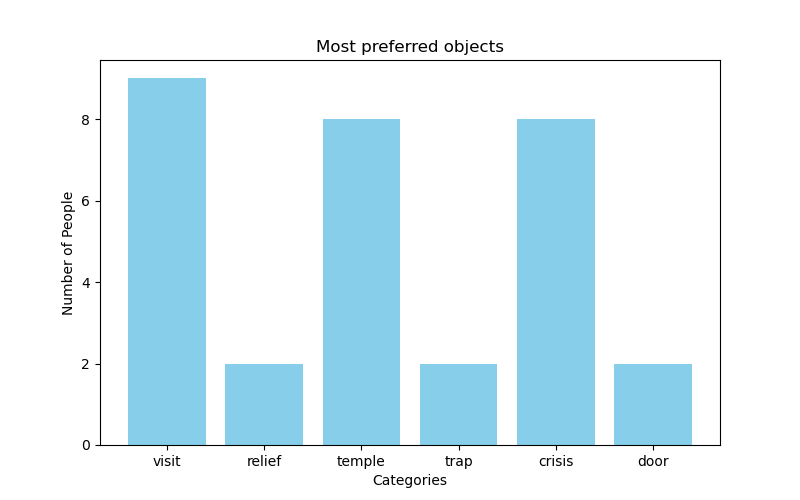 Most preferred objects
Number of People
8
6
4
2
0
visit relief temple trap crisis door
Categories